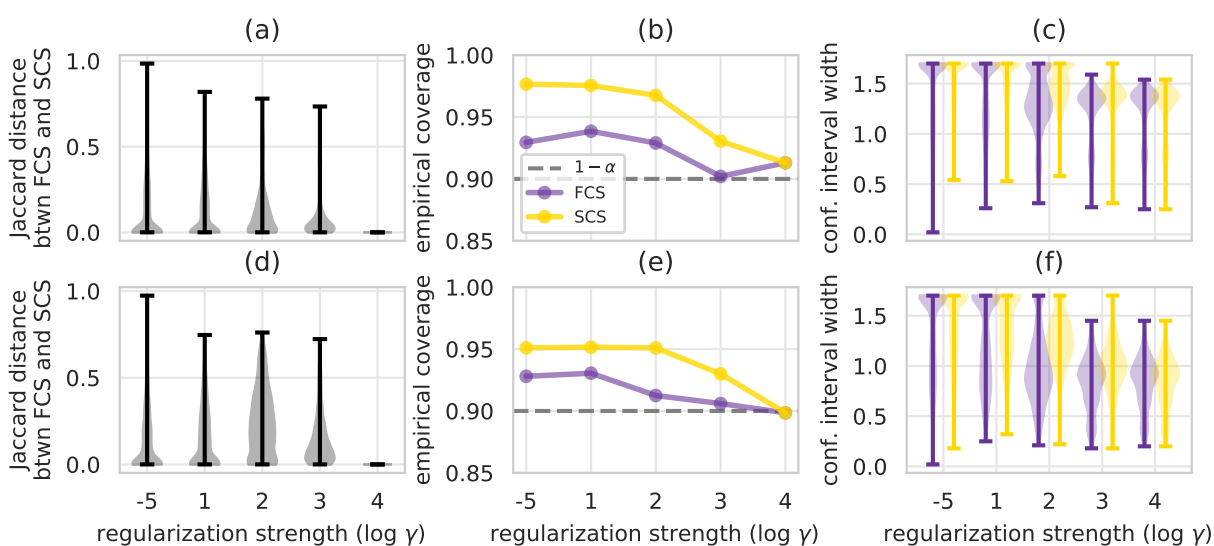 (a)
Jaccard distance
btwn FCS and SCS
1.0
0.5
0.0
(b)
empirical coverage
1.00
0.95
0.90
0.85
1 − α
FCS
SCS
(c)
conf. interval width
1.5
1.0
0.5
0.0
(d)
Jaccard distance
btwn FCS and SCS
1.0
0.5
0.0
-5 1 2 3 4
regularization strength (log γ)
(e)
empirical coverage
1.00
0.95
0.90
0.85
-5 1 2 3 4
regularization strength (log γ)
(f)
conf. interval width
1.5
1.0
0.5
0.0
-5 1 2 3 4
regularization strength (log γ)